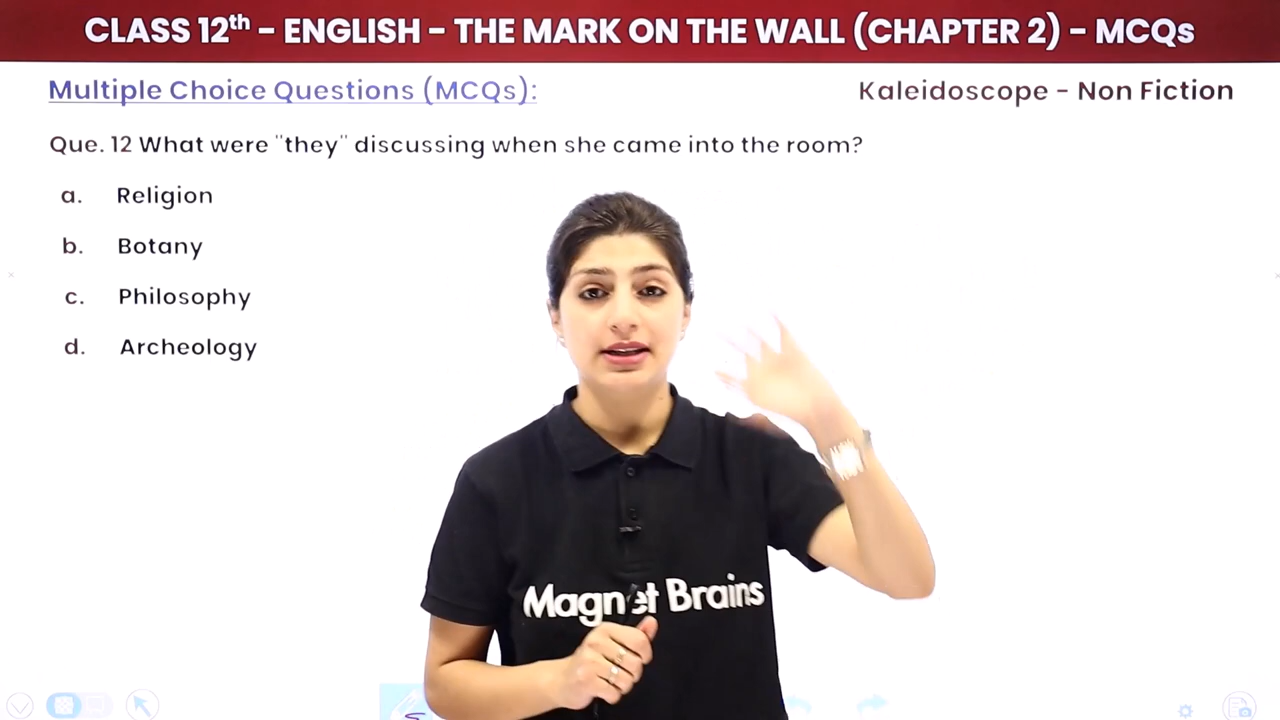 CLASS 12th – ENGLISH – THE MARK ON THE WALL (CHAPTER 2) – MCQs
Multiple Choice Questions (MCQs):
Kaleidoscope - Non Fiction
Que. 12 What were "they" discussing when she came into the room?
a. Religion
b. Botany
c. Philosophy
d. Archeology
Magnet Brains